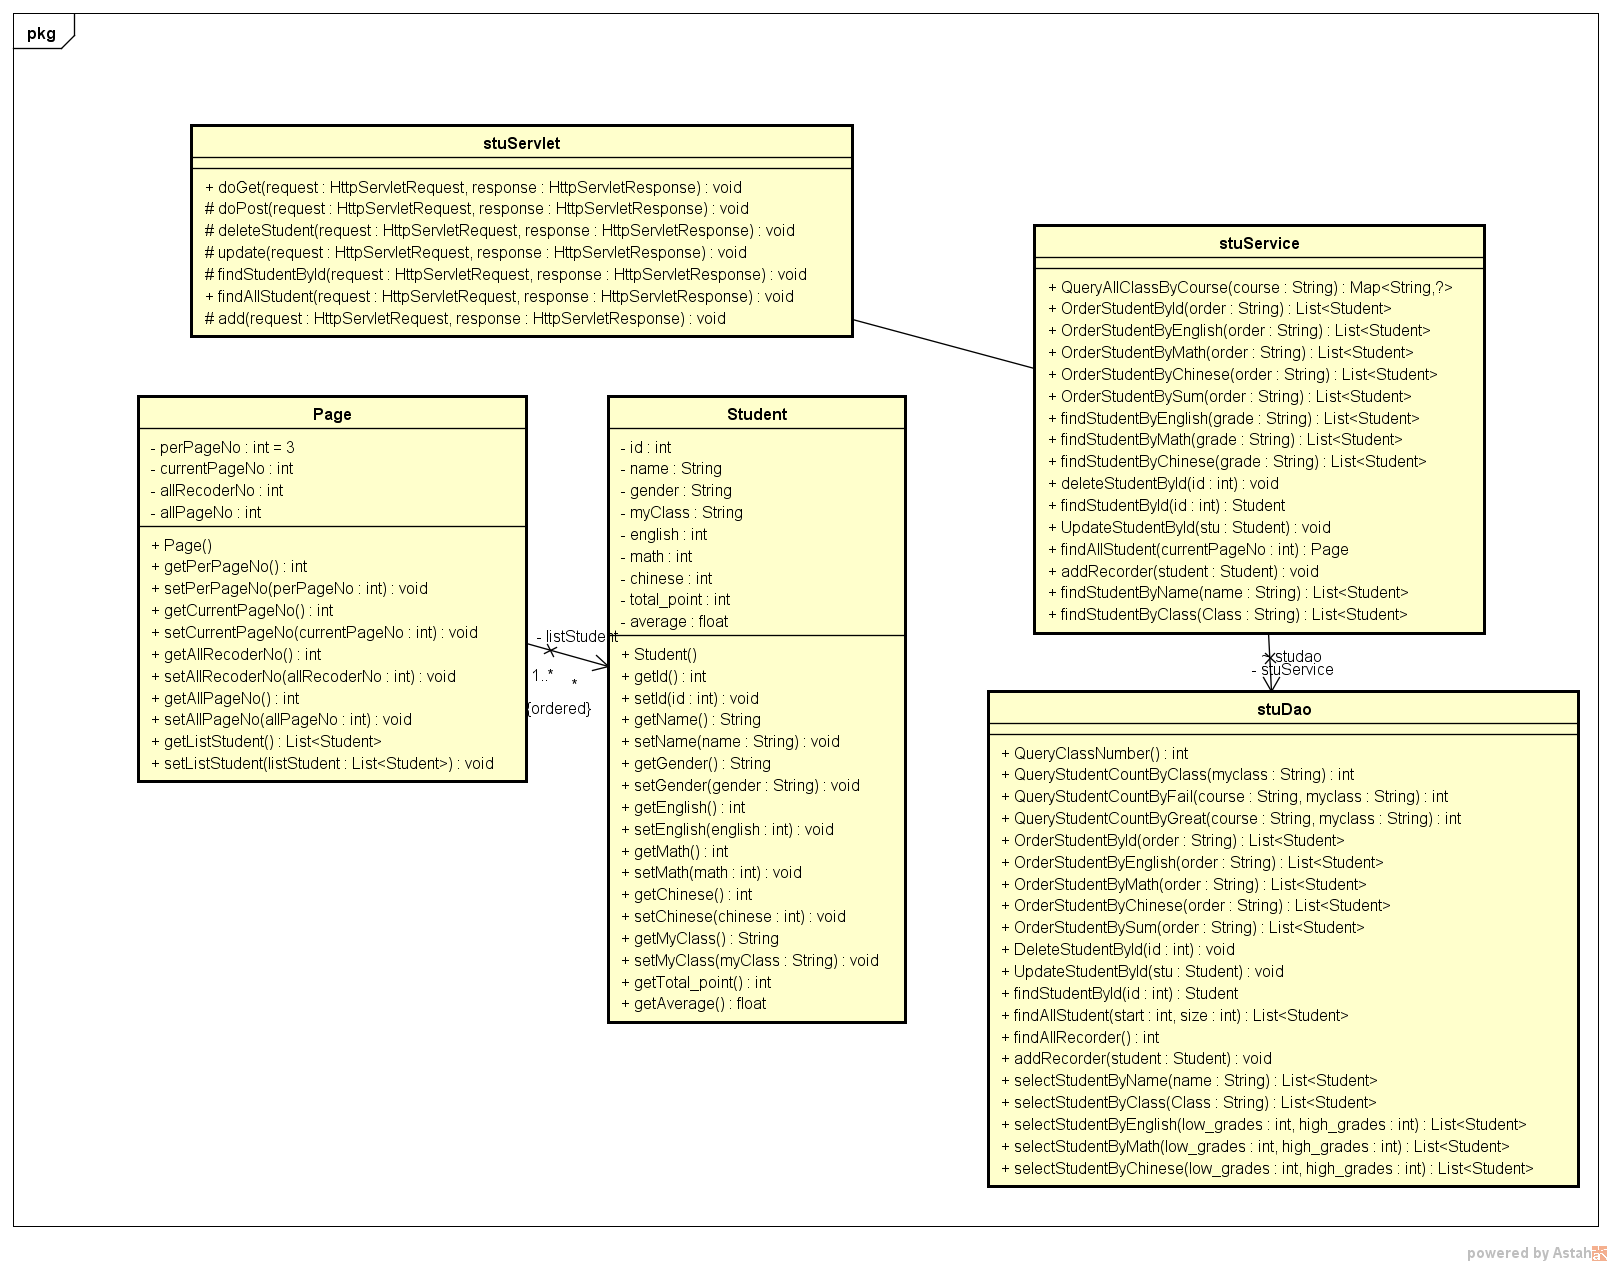 pkg
stuServlet
+ doGet(request : HttpServletRequest, response : HttpServletResponse) : void
# doPost(request : HttpServletRequest, response : HttpServletResponse) : void
# deleteStudent(request : HttpServletRequest, response : HttpServletResponse) : void
# update(request : HttpServletRequest, response : HttpServletResponse) : void
# findStudentById(request : HttpServletRequest, response : HttpServletResponse) : void
+ findAllStudent(request : HttpServletRequest, response : HttpServletResponse) : void
# add(request : HttpServletRequest, response : HttpServletResponse) : void
stuService
+ QueryAllClassByCourse(course : String) : Map<String,?>
+ OrderStudentById(order : String) : List<Student>
+ OrderStudentByEnglish(order : String) : List<Student>
+ OrderStudentByMath(order : String) : List<Student>
+ OrderStudentByChinese(order : String) : List<Student>
+ OrderStudentBySum(order : String) : List<Student>
+ findStudentByEnglish(grade : String) : List<Student>
+ findStudentByMath(grade : String) : List<Student>
+ findStudentByChinese(grade : String) : List<Student>
+ deleteStudentById(id : int) : void
+ findStudentById(id : int) : Student
+ UpdateStudentById(stu : Student) : void
+ findAllStudent(currentPageNo : int) : Page
+ addRecorder(student : Student) : void
+ findStudentByName(name : String) : List<Student>
+ findStudentByClass(Class : String) : List<Student>
Page
- perPageNo : int = 3
- currentPageNo : int
- allRecoderNo : int
- allPageNo : int
+ Page()
+ getPerPageNo() : int
+ setPerPageNo(perPageNo : int) : void
+ getCurrentPageNo() : int
+ setCurrentPageNo(currentPageNo : int) : void
+ getAllRecoderNo() : int
+ setAllRecoderNo(allRecoderNo : int) : void
+ getAllPageNo() : int
+ setAllPageNo(allPageNo : int) : void
+ getListStudent() : List<Student>
+ setListStudent(listStudent : List<Student>) : void
- listStudent
1..*
*
{ordered}
Student
- id : int
- name : String
- gender : String
- myClass : String
- english : int
- math : int
- chinese : int
- total_point : int
- average : float
+ Student()
+ getId() : int
+ setId(id : int) : void
+ getName() : String
+ setName(name : String) : void
+ getGender() : String
+ setGender(gender : String) : void
+ getEnglish() : int
+ setEnglish(english : int) : void
+ getMath() : int
+ setMath(math : int) : void
+ getChinese() : int
+ setChinese(chinese : int) : void
+ getMyClass() : String
+ setMyClass(myClass : String) : void
+ getTotal_point() : int
+ getAverage() : float
~ studao
- stuService
stuDao
+ QueryClassNumber() : int
+ QueryStudentCountByClass(myclass : String) : int
+ QueryStudentCountByFail(course : String, myclass : String) : int
+ QueryStudentCountByGreat(course : String, myclass : String) : int
+ OrderStudentById(order : String) : List<Student>
+ OrderStudentByEnglish(order : String) : List<Student>
+ OrderStudentByMath(order : String) : List<Student>
+ OrderStudentByChinese(order : String) : List<Student>
+ OrderStudentBySum(order : String) : List<Student>
+ DeleteStudentById(id : int) : void
+ UpdateStudentById(stu : Student) : void
+ findStudentById(id : int) : Student
+ findAllStudent(start : int, size : int) : List<Student>
+ findAllRecorder() : int
+ addRecorder(student : Student) : void
+ selectStudentByName(name : String) : List<Student>
+ selectStudentByClass(Class : String) : List<Student>
+ selectStudentByEnglish(low_grades : int, high_grades : int) : List<Student>
+ selectStudentByMath(low_grades : int, high_grades : int) : List<Student>
+ selectStudentByChinese(low_grades : int, high_grades : int) : List<Student>
powered by Astah